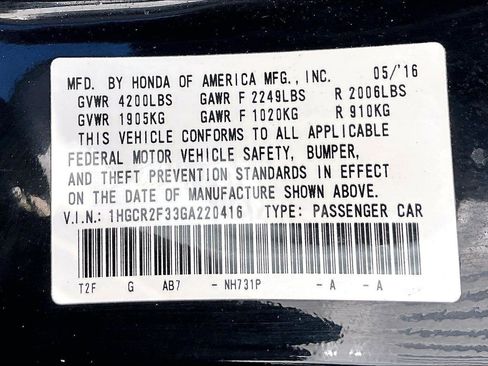 MFD. BY HONDA OF AMERICA MFG., INC. 05/'16
GVWR 4200LBS GAWR F 2249LBS R 2006LBS
GVWR 1905KG GAWR F 1020KG R 910KG
THIS VEHICLE CONFORMS TO ALL APPLICABLE
FEDERAL MOTOR VEHICLE SAFETY, BUMPER,
AND THEFT PREVENTION STANDARDS IN EFFECT
ON THE DATE OF MANUFACTURE SHOWN ABOVE.
V.I.N.: 1HGCR2F33GA220416 TYPE: PASSENGER CAR
T2F G AB7 - NH731P - A - A